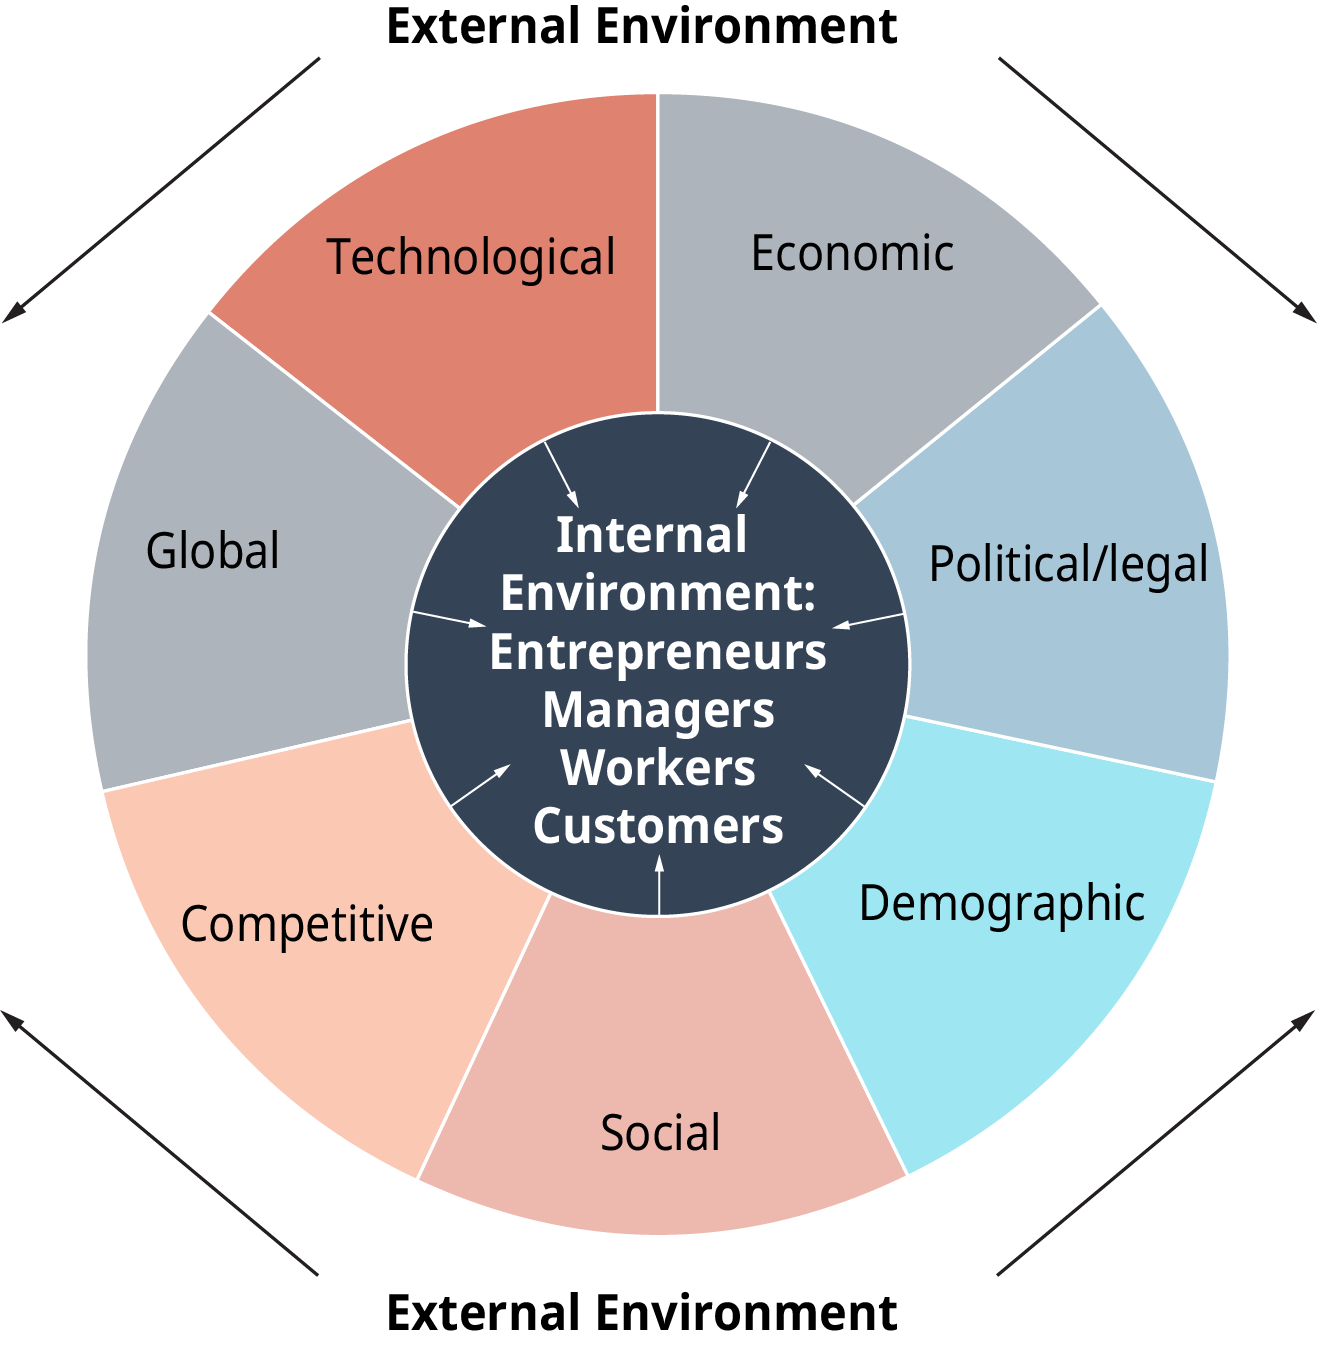 External Environment
Technological
Economic
Global
Political/legal
Internal
Environment:
Entrepreneurs
Managers
Workers
Customers
Competitive
Demographic
Social
External Environment